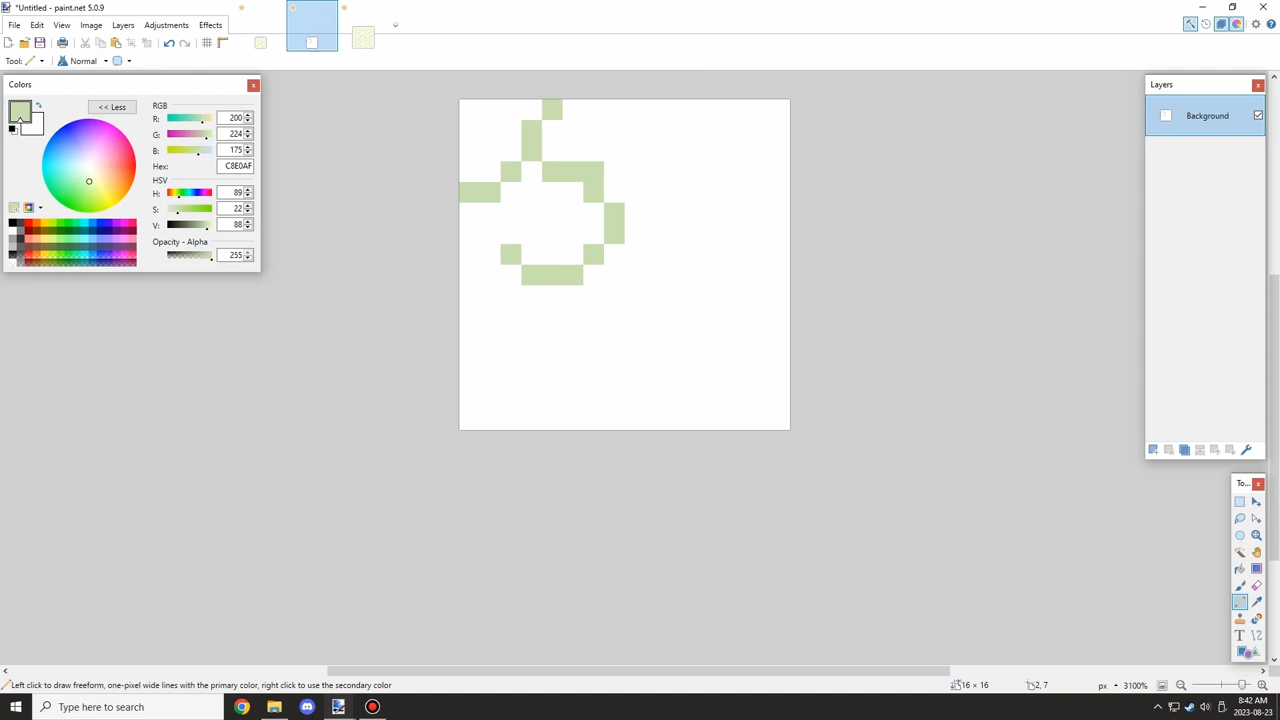 *Untitled - paint.net 5.0.9
File Edit View Image Layers Adjustments Effects
Tool: Normal
Colors
<< Less
RGB
R: 200
G: 224
B: 175
Hex: C8E0AF
HSV
H: 89
S: 22
V: 88
Opacity - Alpha
255
Layers
Background
To...
Left click to draw freeform, one-pixel wide lines with the primary color, right click to use the secondary color
16 × 16
2, 7
px
3100%
Type here to search
8:42 AM
2023-08-23